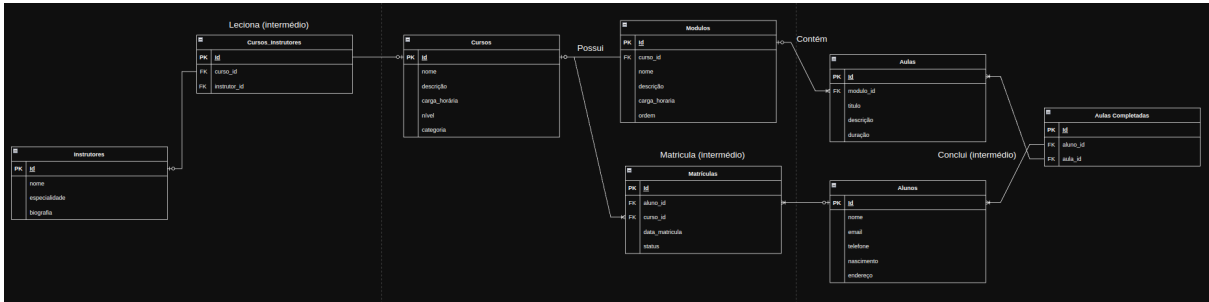 Leciona (intermédio)
Cursos_Instrutores
PK Id
FK curso_id
FK instrutor_id
Instrutores
PK Id
nome
especialidade
biografia
Cursos
PK Id
nome
descrição
carga_horária
nível
categoria
Possui
Modulos
PK Id
FK curso_id
nome
descrição
carga_horaria
ordem
Matricula (intermédio)
Matriculas
PK Id
FK aluno_id
FK curso_id
data_matricula
status
Contém
Aulas
PK Id
FK modulo_id
titulo
descrição
duração
Conclui (intermédio)
Alunos
PK Id
nome
email
telefone
nascimento
endereço
Aulas Completadas
PK Id
FK aluno_id
FK aula_id